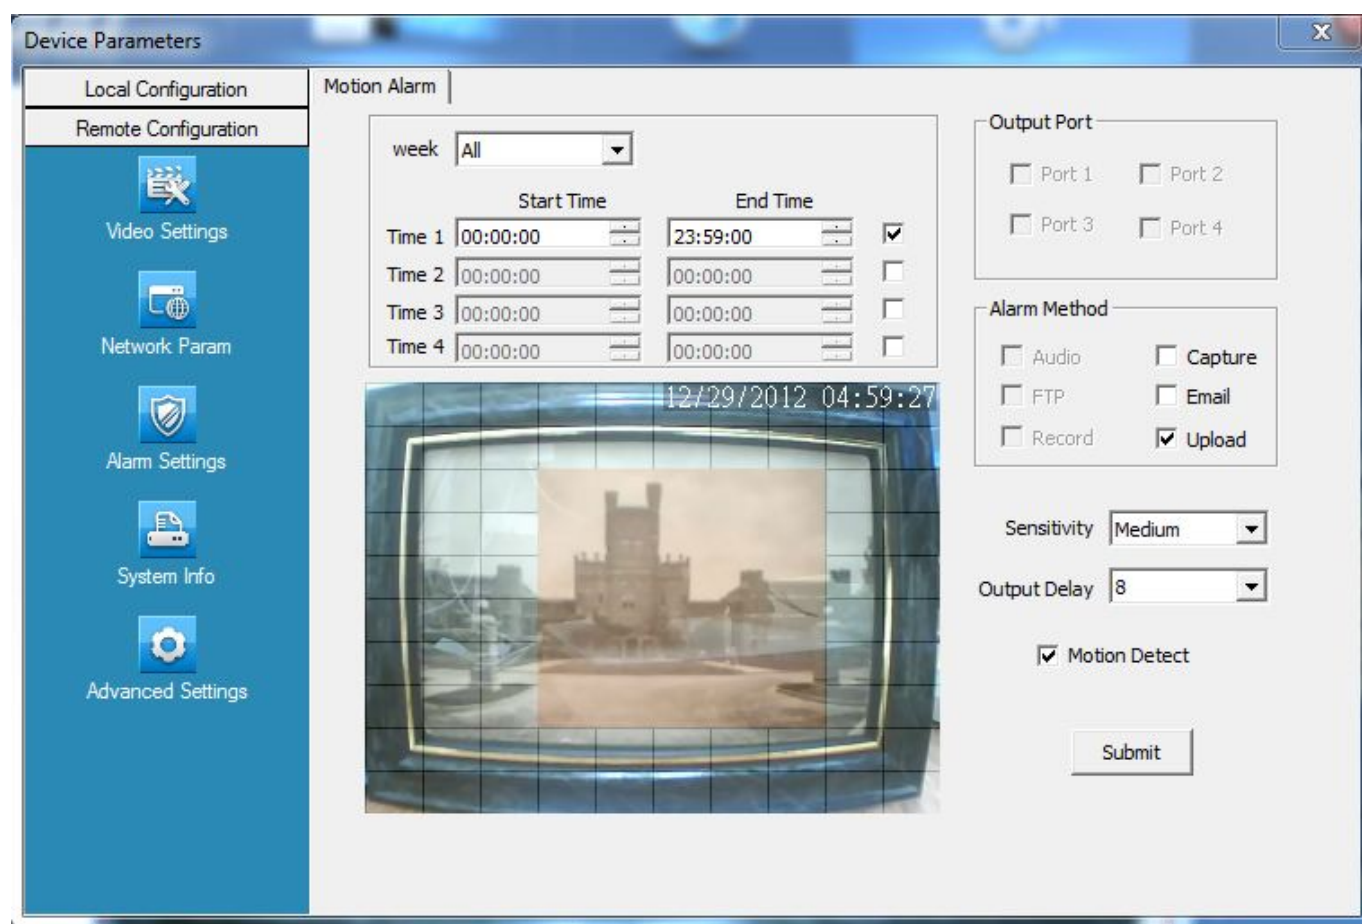 Device Parameters
X
Local Configuration
Remote Configuration
Video Settings
Network Param
Alarm Settings
System Info
Advanced Settings
Motion Alarm
week All
Start Time End Time
Time 1 00:00:00 23:59:00
Time 2 00:00:00 00:00:00
Time 3 00:00:00 00:00:00
Time 4 00:00:00 00:00:00
12/29/2012 04:59:27
Output Port
Port 1 Port 2
Port 3 Port 4
Alarm Method
Audio Capture
FTP Email
Record Upload
Sensitivity Medium
Output Delay 8
Motion Detect
Submit